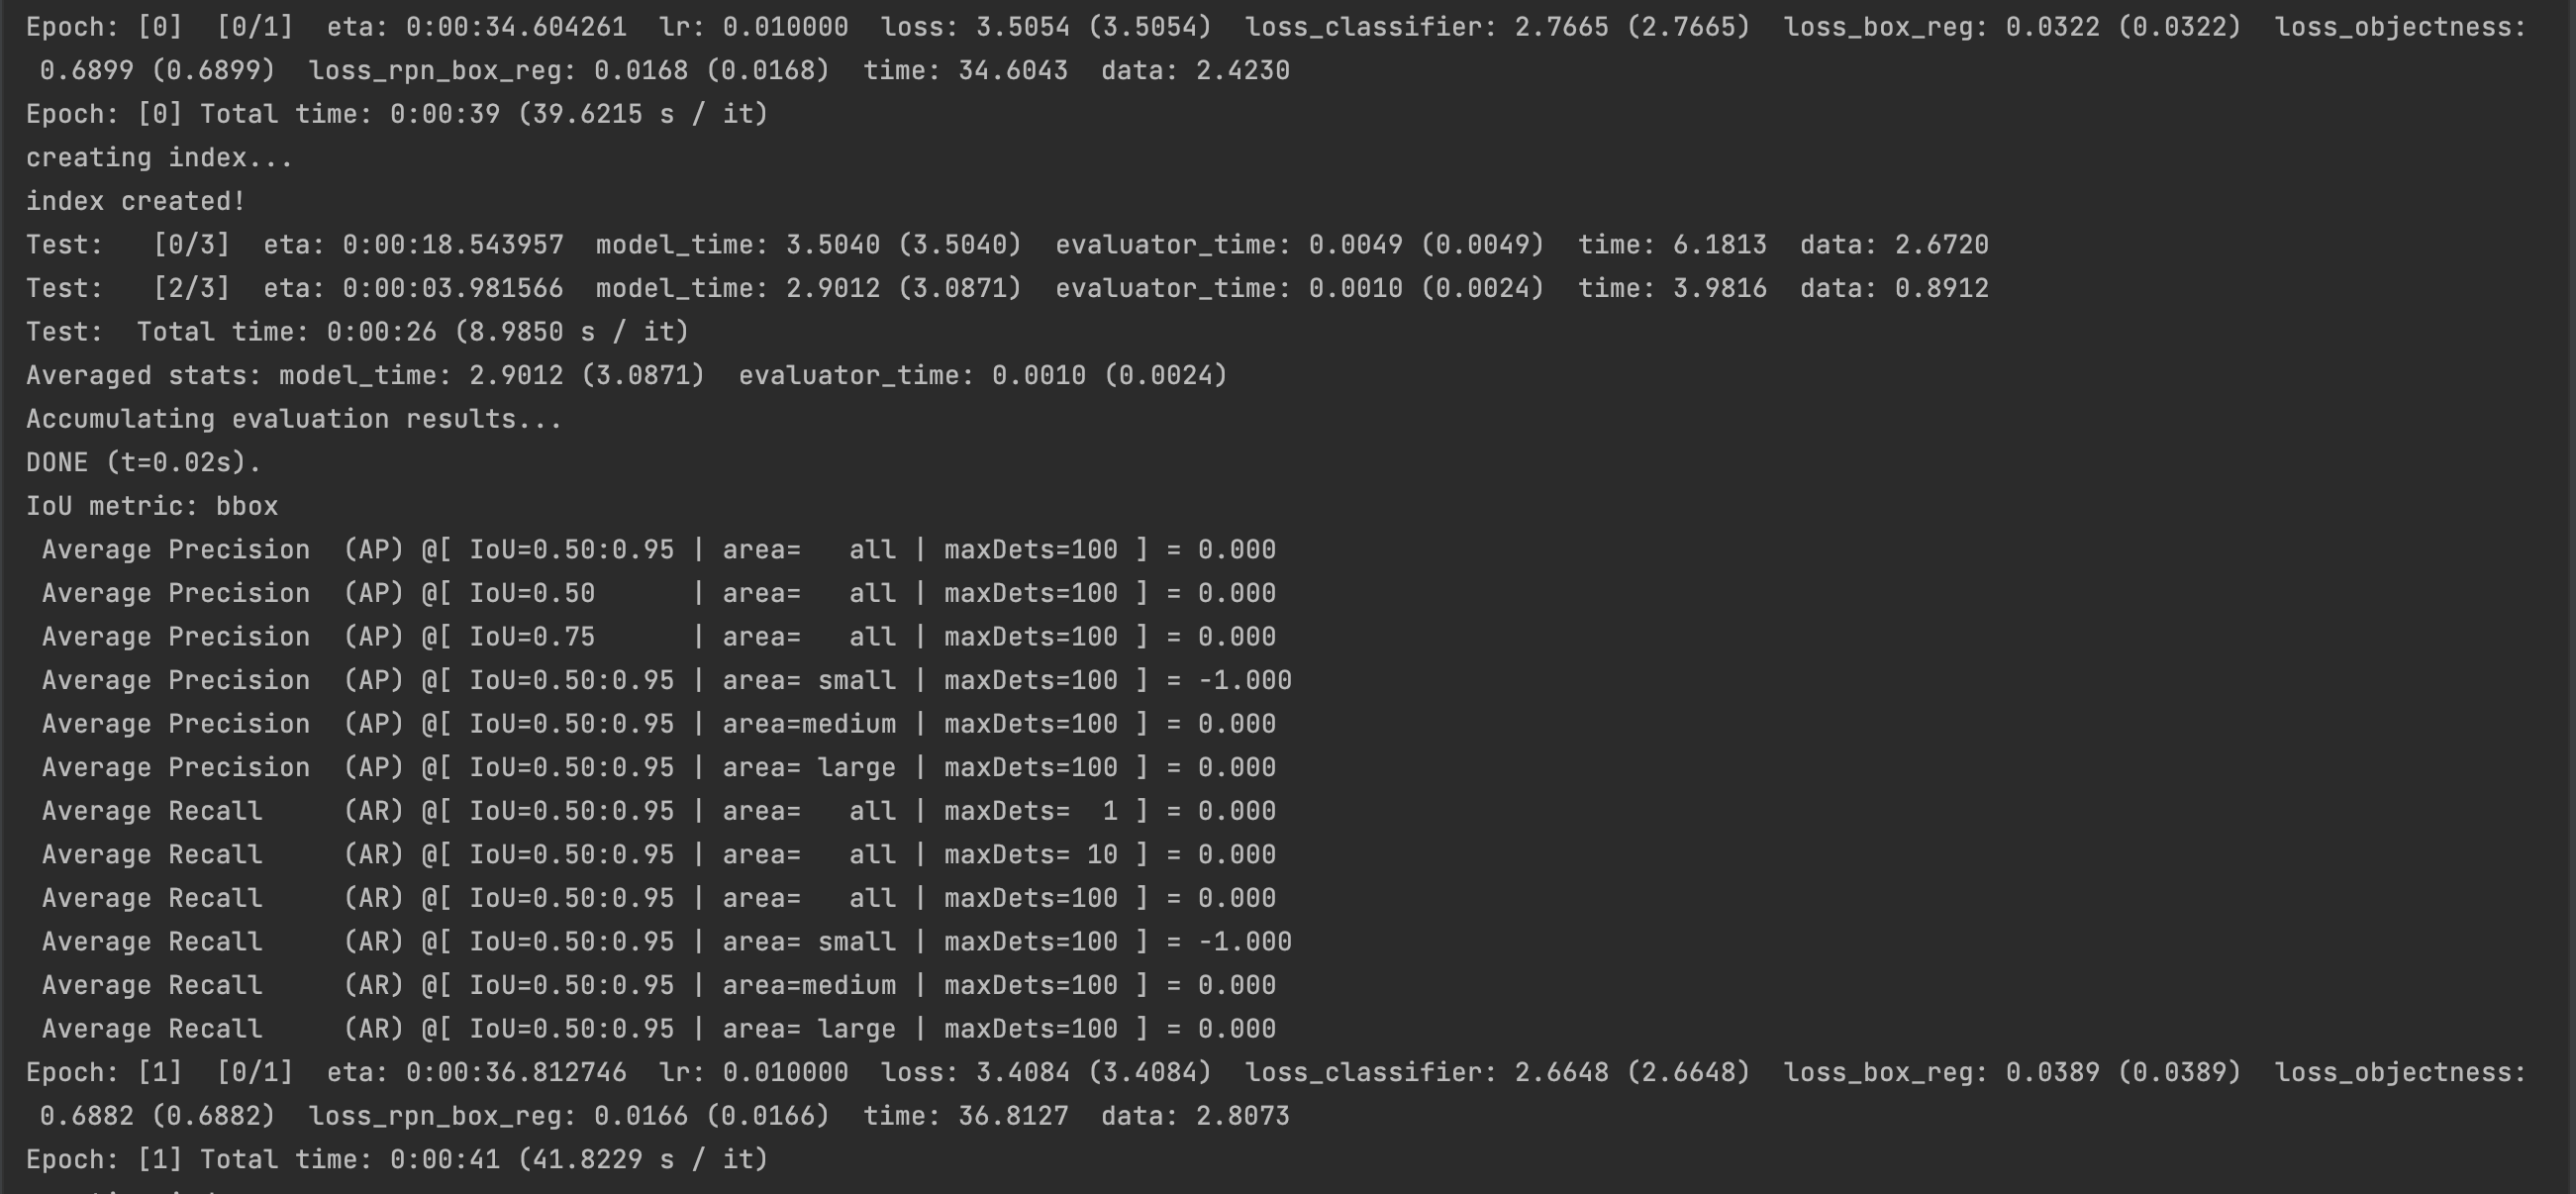 Epoch: [0]  [0/1]  eta: 0:00:34.604261  lr: 0.010000  loss: 3.5054 (3.5054)  loss_classifier: 2.7665 (2.7665)  loss_box_reg: 0.0322 (0.0322)  loss_objectness:
 0.6899 (0.6899)  loss_rpn_box_reg: 0.0168 (0.0168)  time: 34.6043  data: 2.4230
Epoch: [0] Total time: 0:00:39 (39.6215 s / it)
creating index...
index created!
Test:   [0/3]  eta: 0:00:18.543957  model_time: 3.5040 (3.5040)  evaluator_time: 0.0049 (0.0049)  time: 6.1813  data: 2.6720
Test:   [2/3]  eta: 0:00:03.981566  model_time: 2.9012 (3.0871)  evaluator_time: 0.0010 (0.0024)  time: 3.9816  data: 0.8912
Test:  Total time: 0:00:26 (8.9850 s / it)
Averaged stats: model_time: 2.9012 (3.0871)  evaluator_time: 0.0010 (0.0024)
Accumulating evaluation results...
DONE (t=0.02s).
IoU metric: bbox
 Average Precision  (AP) @[ IoU=0.50:0.95 | area=   all | maxDets=100 ] = 0.000
 Average Precision  (AP) @[ IoU=0.50      | area=   all | maxDets=100 ] = 0.000
 Average Precision  (AP) @[ IoU=0.75      | area=   all | maxDets=100 ] = 0.000
 Average Precision  (AP) @[ IoU=0.50:0.95 | area= small | maxDets=100 ] = -1.000
 Average Precision  (AP) @[ IoU=0.50:0.95 | area=medium | maxDets=100 ] = 0.000
 Average Precision  (AP) @[ IoU=0.50:0.95 | area= large | maxDets=100 ] = 0.000
 Average Recall     (AR) @[ IoU=0.50:0.95 | area=   all | maxDets=  1 ] = 0.000
 Average Recall     (AR) @[ IoU=0.50:0.95 | area=   all | maxDets= 10 ] = 0.000
 Average Recall     (AR) @[ IoU=0.50:0.95 | area=   all | maxDets=100 ] = 0.000
 Average Recall     (AR) @[ IoU=0.50:0.95 | area= small | maxDets=100 ] = -1.000
 Average Recall     (AR) @[ IoU=0.50:0.95 | area=medium | maxDets=100 ] = 0.000
 Average Recall     (AR) @[ IoU=0.50:0.95 | area= large | maxDets=100 ] = 0.000
Epoch: [1]  [0/1]  eta: 0:00:36.812746  lr: 0.010000  loss: 3.4084 (3.4084)  loss_classifier: 2.6648 (2.6648)  loss_box_reg: 0.0389 (0.0389)  loss_objectness:
 0.6882 (0.6882)  loss_rpn_box_reg: 0.0166 (0.0166)  time: 36.8127  data: 2.8073
Epoch: [1] Total time: 0:00:41 (41.8229 s / it)